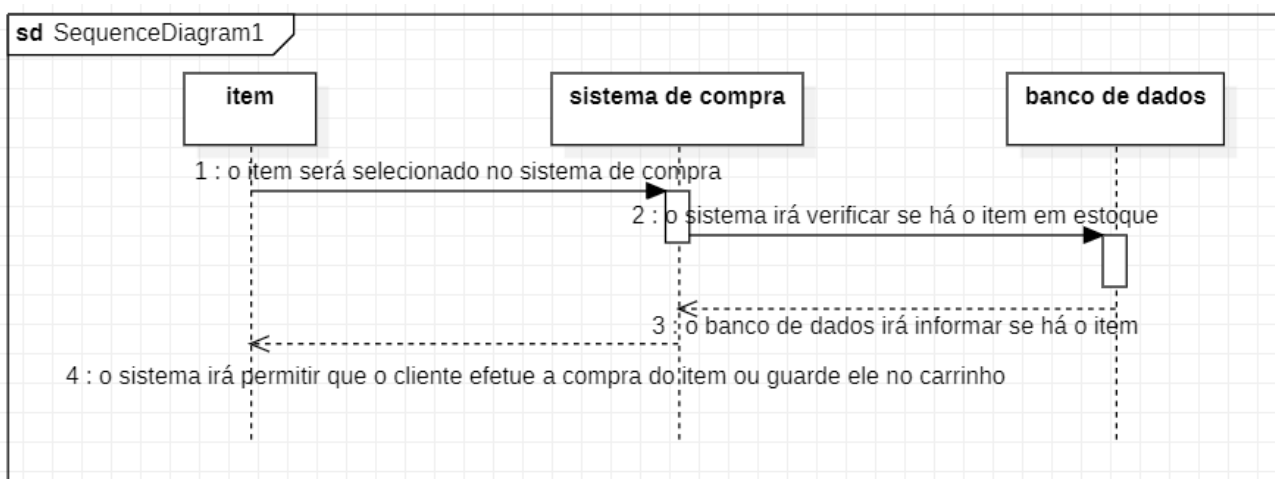 sd SequenceDiagram1
item
sistema de compra
banco de dados
1 : o item será selecionado no sistema de compra
2 : o sistema irá verificar se há o item em estoque
3 : o banco de dados irá informar se há o item
4 : o sistema irá permitir que o cliente efetue a compra do item ou guarde ele no carrinho